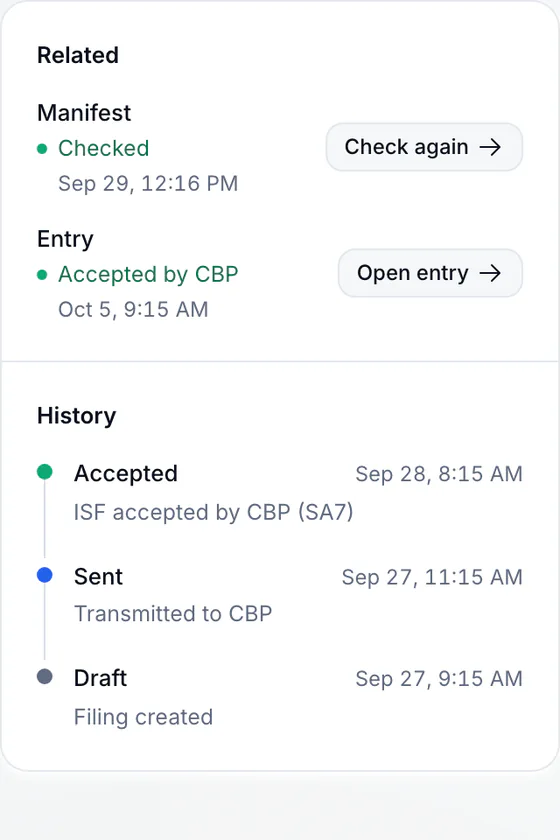 Related
Manifest
Checked
Check again →
Sep 29, 12:16 PM
Entry
Accepted by CBP
Open entry →
Oct 5, 9:15 AM
History
Accepted Sep 28, 8:15 AM
ISF accepted by CBP (SA7)
Sent Sep 27, 11:15 AM
Transmitted to CBP
Draft Sep 27, 9:15 AM
Filing created